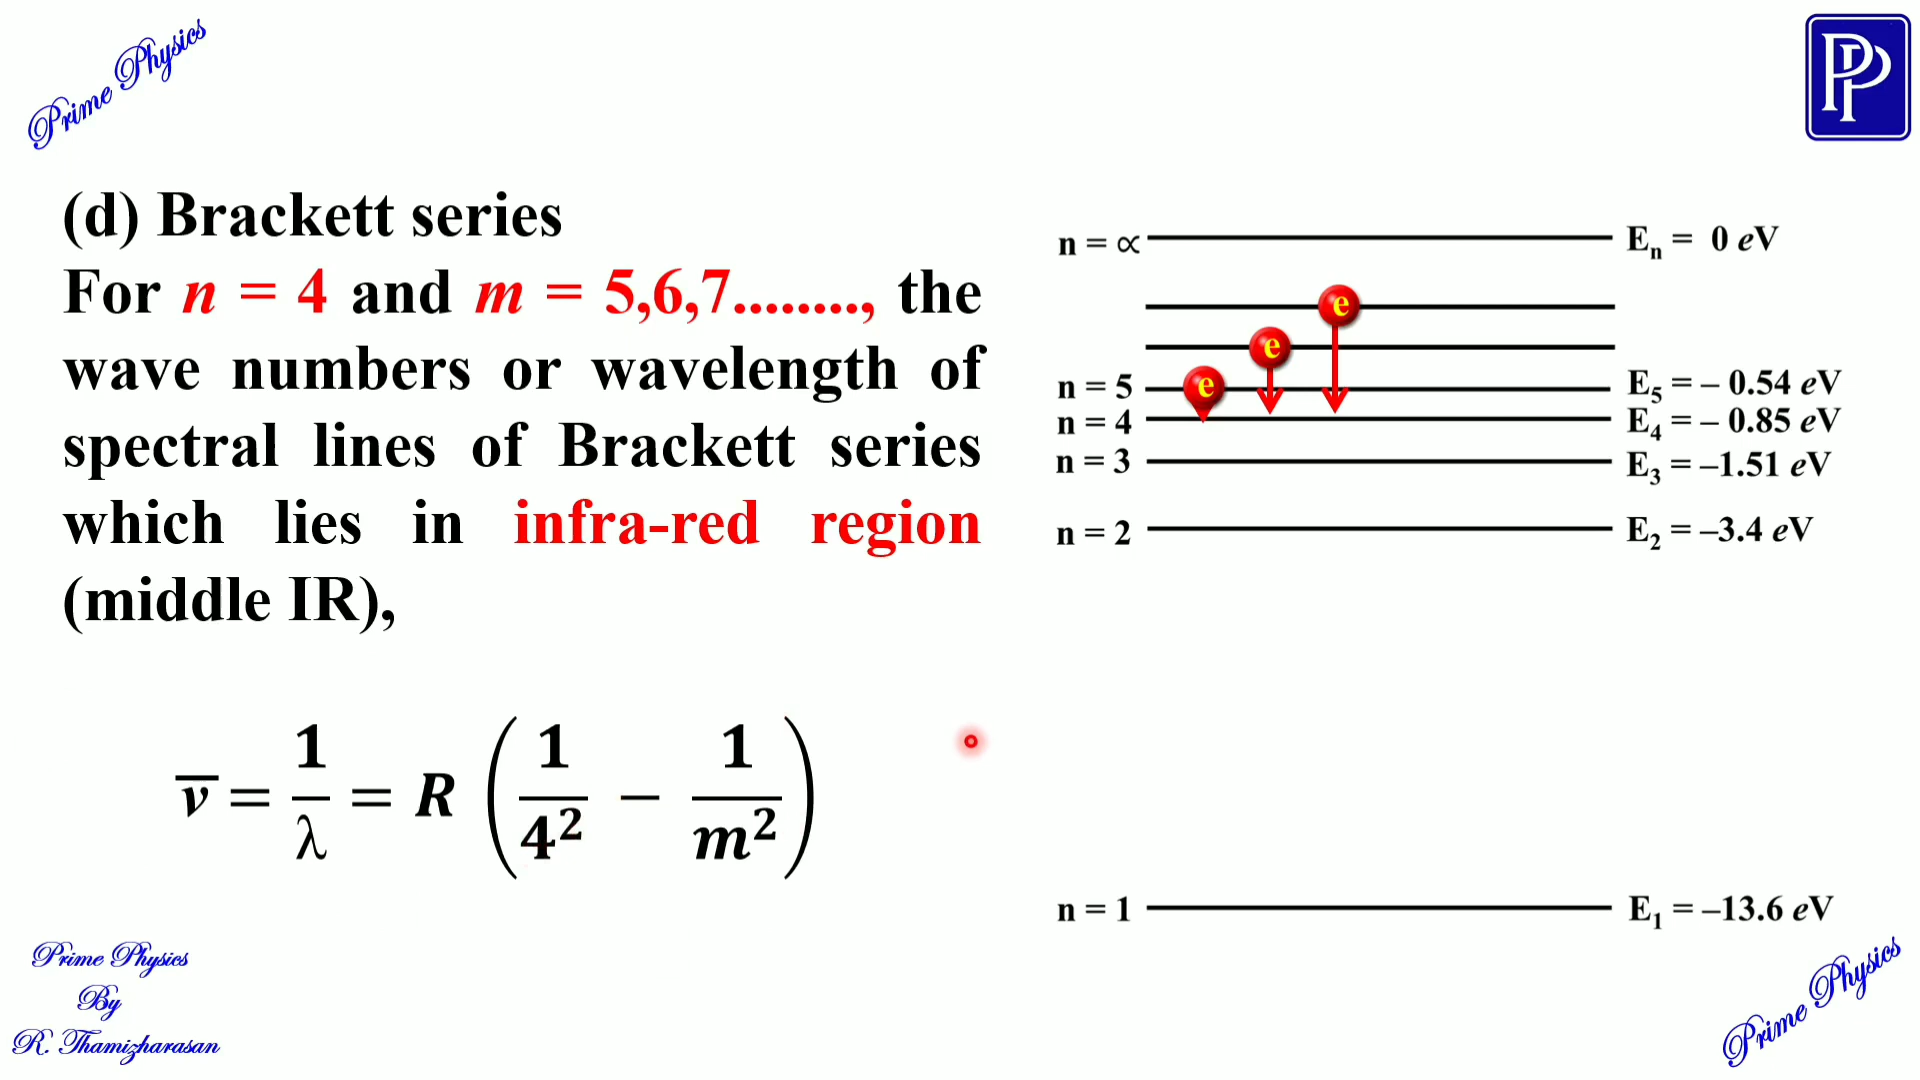 Prime Physics
PP
(d) Brackett series
For n = 4 and m = 5,6,7........., the
wave numbers or wavelength of
spectral lines of Brackett series
which lies in infra-red region
(middle IR),
v̅ = 1/λ = R (1/4² − 1/m²)
n = ∝ Eₙ = 0 eV
e
e
e
n = 5 E₅ = – 0.54 eV
n = 4 E₄ = – 0.85 eV
n = 3 E₃ = –1.51 eV
n = 2 E₂ = –3.4 eV
n = 1 E₁ = –13.6 eV
Prime Physics
By
R. Thamizharasan
Prime Physics